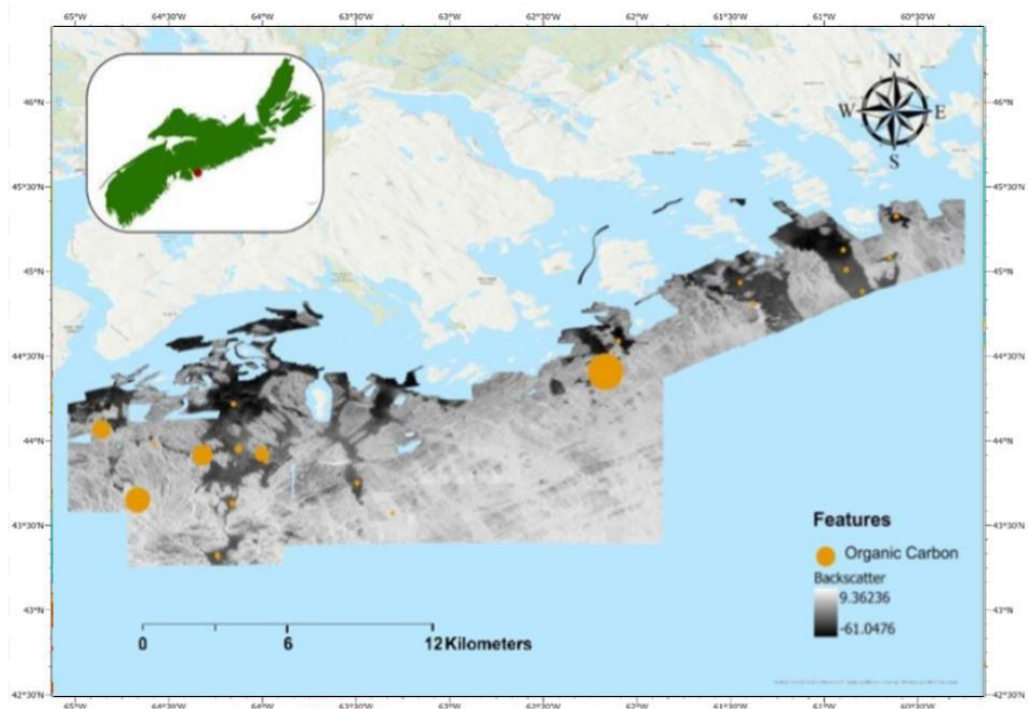 65°W 64°30'W 64°W 63°30'W 63°W 62°30'W 62°W 61°30'W 61°W 60°30'W
46°N 46°N
45°30'N 45°30'N
45°N 45°N
44°30'N 44°30'N
44°N 44°N
43°30'N 43°30'N
43°N 43°N
42°30'N 42°30'N
N
W E
S
Features
Organic Carbon
Backscatter
9.36236
-61.0476
0 6 12 Kilometers
65°W 64°30'W 64°W 63°30'W 63°W 62°30'W 62°W 61°30'W 61°W 60°30'W